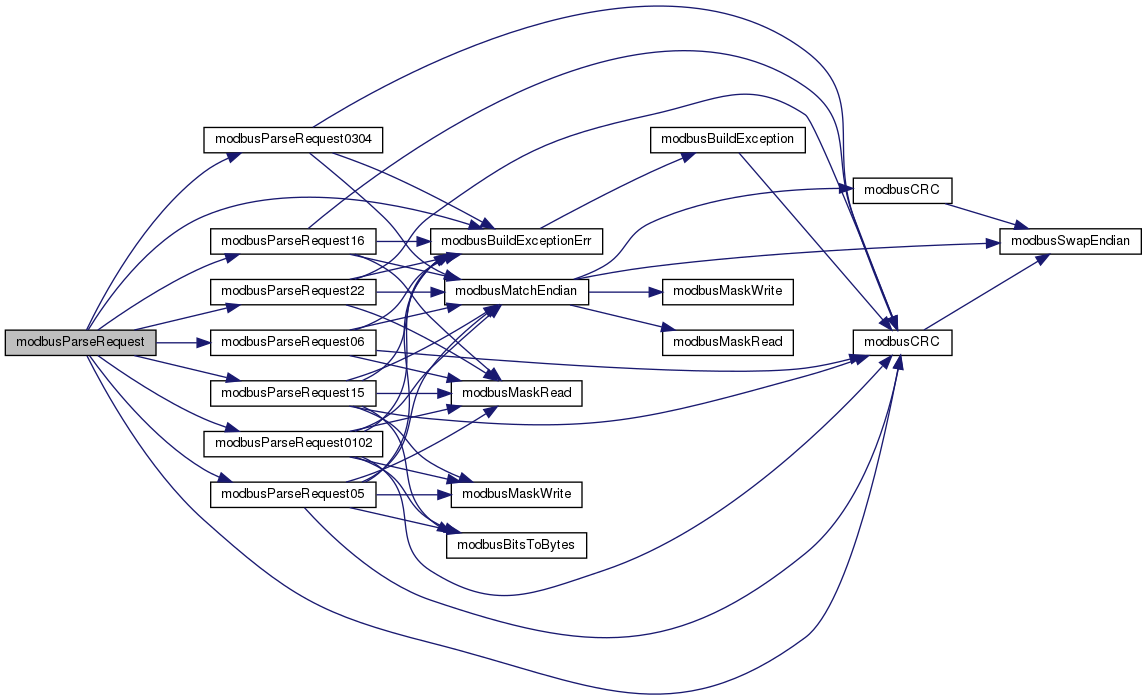 modbusParseRequest
modbusParseRequest0304
modbusParseRequest16
modbusParseRequest22
modbusParseRequest06
modbusParseRequest15
modbusParseRequest0102
modbusParseRequest05
modbusBuildExceptionErr
modbusMatchEndian
modbusMaskRead
modbusMaskWrite
modbusBitsToBytes
modbusBuildException
modbusMaskWrite
modbusMaskRead
modbusCRC
modbusCRC
modbusSwapEndian